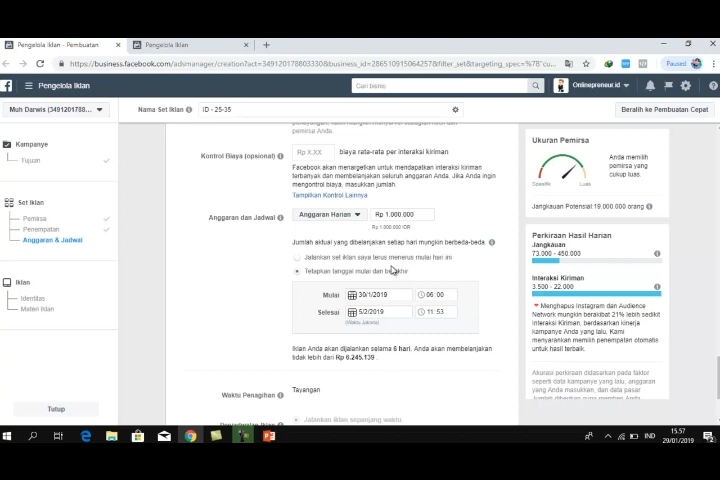 Pengelola Iklan - Pembuatan
Pengelola Iklan
https://business.facebook.com/adsmanager/creation?act=349120178803330&business_id=2865109150642578&filter_set&targeting_spec=%7B"cu...
Paused
Pengelola Iklan
Cari bisnis
Onlinepreneur.id
Muh Darwis (3491201788...
Nama Set Iklan
ID - 25-35
Beralih ke Pembuatan Cepat
Kampanye
Tujuan
Set Iklan
Pemirsa
Penempatan
Anggaran & Jadwal
Iklan
Identitas
Materi Iklan
Tutup
pemirsa Anda.
Kontrol Biaya (opsional)
Rp X.XX
biaya rata-rata per interaksi kiriman
Facebook akan menargetkan untuk mendapatkan interaksi kiriman
terbanyak dan membelanjakan seluruh anggaran Anda. Jika Anda ingin
mengontrol biaya, masukkan jumlah.
Tampilkan Kontrol Lainnya
Anggaran dan Jadwal
Anggaran Harian
Rp 1.000.000
Rp 1.000.000 IDR
Jumlah aktual yang dibelanjakan setiap hari mungkin berbeda-beda.
Jalankan set iklan saya terus menerus mulai hari ini
Tetapkan tanggal mulai dan berakhir
Mulai
30/1/2019
06:00
Selesai
5/2/2019
11:53
(Waktu Jakarta)
Iklan Anda akan dijalankan selama 6 hari. Anda akan membelanjakan
tidak lebih dari Rp 6.245.139.
Waktu Penagihan
Tayangan
Penjadwalan Iklan
Jalankan iklan sepanjang waktu
Ukuran Pemirsa
Spesifik
Luas
Anda memilih
pemirsa yang
cukup luas.
Jangkauan Potensial:19.000.000 orang
Perkiraan Hasil Harian
Jangkauan
73.000 - 450.000
Interaksi Kiriman
3.500 - 22.000
Menghapus Instagram dan Audience
Network mungkin berakibat 21% lebih sedikit
Interaksi Kiriman, berdasarkan kinerja
kampanye Anda yang lalu. Kami
menyarankan memilih penempatan otomatis
untuk hasil terbaik.
Akurasi perkiraan didasarkan pada faktor
seperti data kampanye yang lalu, anggaran
yang Anda masukkan, dan data pasar.
IND
15.57
29/01/2019